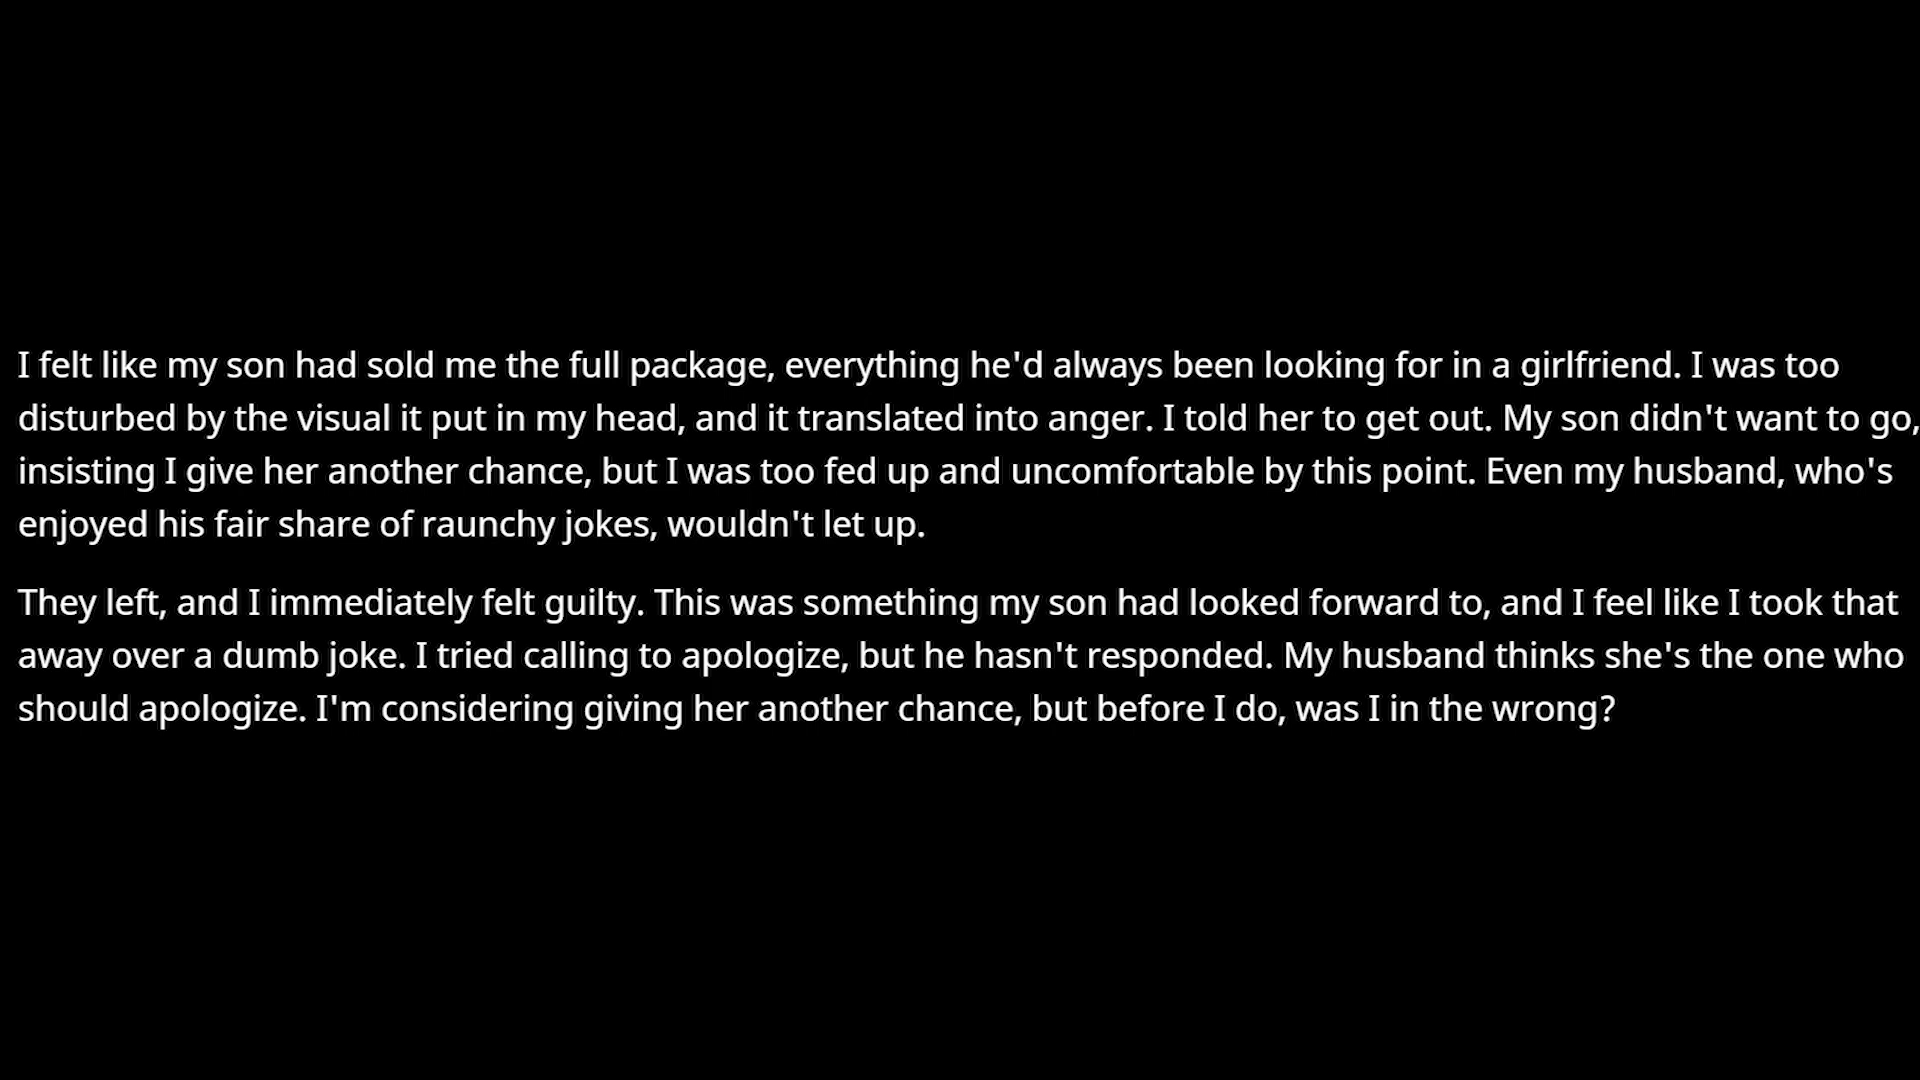 I felt like my son had sold me the full package, everything he'd always been looking for in a girlfriend. I was too
disturbed by the visual it put in my head, and it translated into anger. I told her to get out. My son didn't want to go,
insisting I give her another chance, but I was too fed up and uncomfortable by this point. Even my husband, who's
enjoyed his fair share of raunchy jokes, wouldn't let up.
They left, and I immediately felt guilty. This was something my son had looked forward to, and I feel like I took that
away over a dumb joke. I tried calling to apologize, but he hasn't responded. My husband thinks she's the one who
should apologize. I'm considering giving her another chance, but before I do, was I in the wrong?